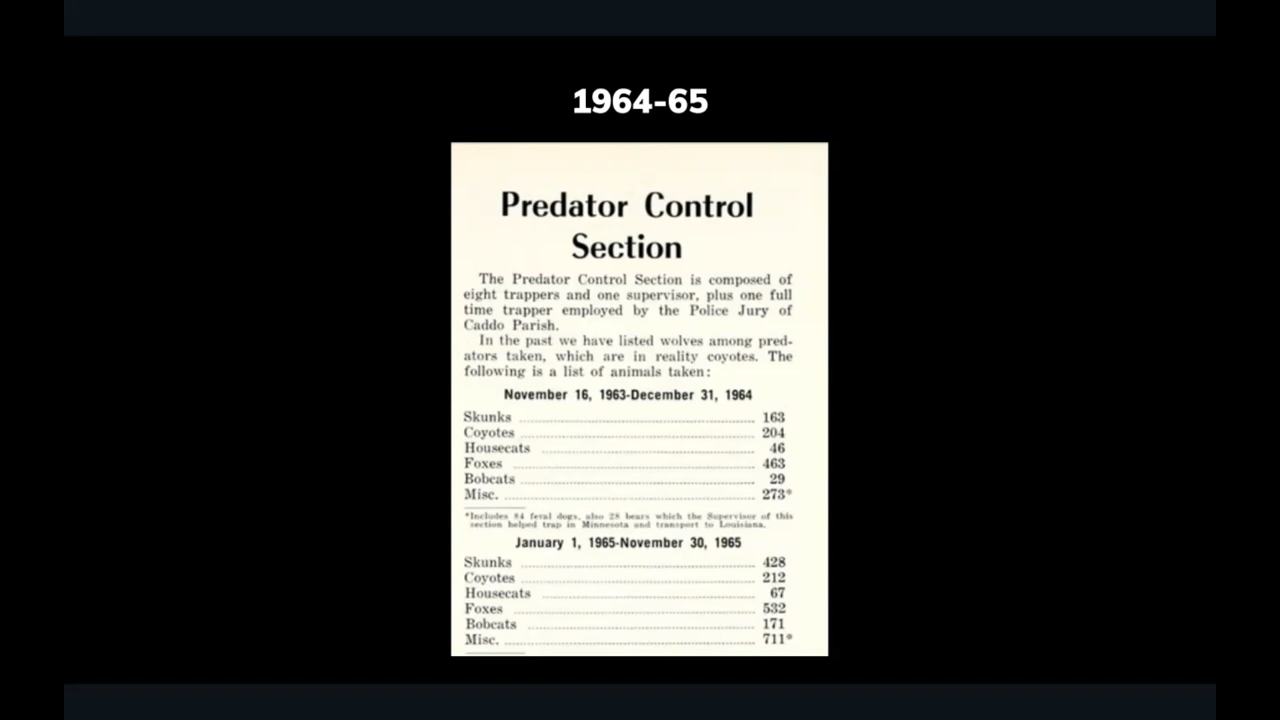 1964-65
Predator Control
Section
The Predator Control Section is composed of
eight trappers and one supervisor, plus one full
time trapper employed by the Police Jury of
Caddo Parish.
In the past we have listed wolves among pred-
ators taken, which are in reality coyotes. The
following is a list of animals taken:
November 16, 1963-December 31, 1964
Skunks 163
Coyotes 204
Housecats 46
Foxes 463
Bobcats 29
Misc. 273*
*Includes 84 feral dogs, also 28 bears which the Supervisor of this
section helped trap in Minnesota and transport to Louisiana.
January 1, 1965-November 30, 1965
Skunks 428
Coyotes 212
Housecats 67
Foxes 532
Bobcats 171
Misc. 711*